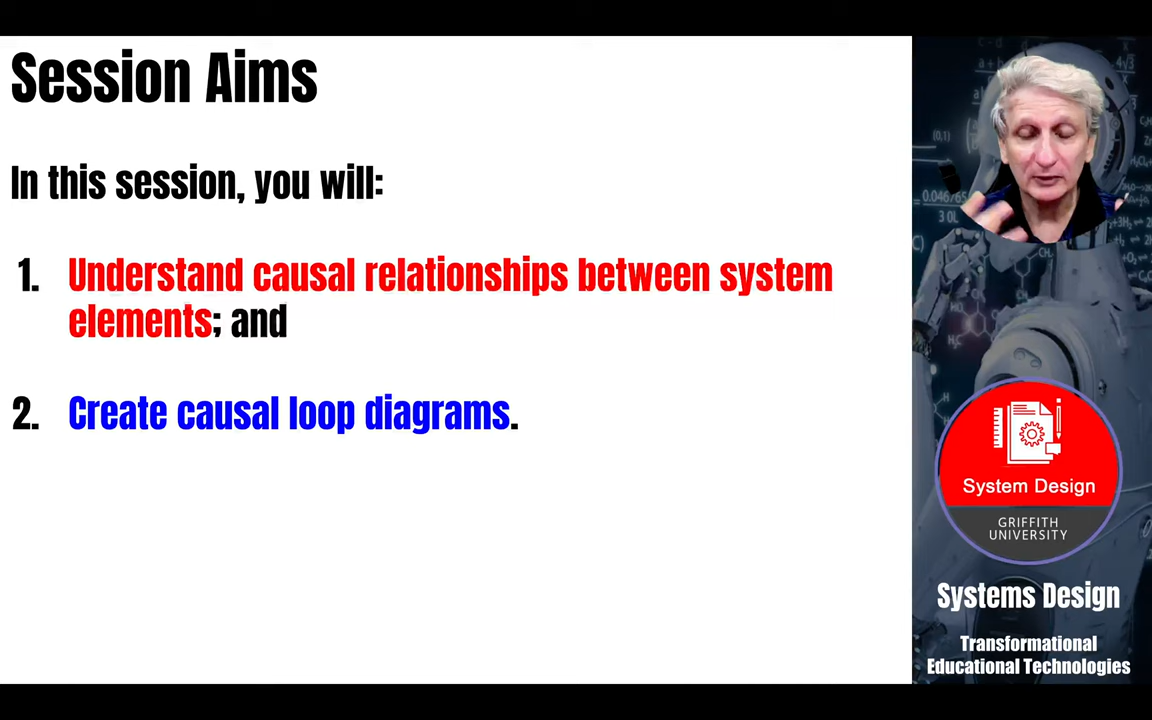 Session Aims
In this session, you will:
1. Understand causal relationships between system
elements; and
2. Create causal loop diagrams.
System Design
GRIFFITH
UNIVERSITY
Systems Design
Transformational
Educational Technologies